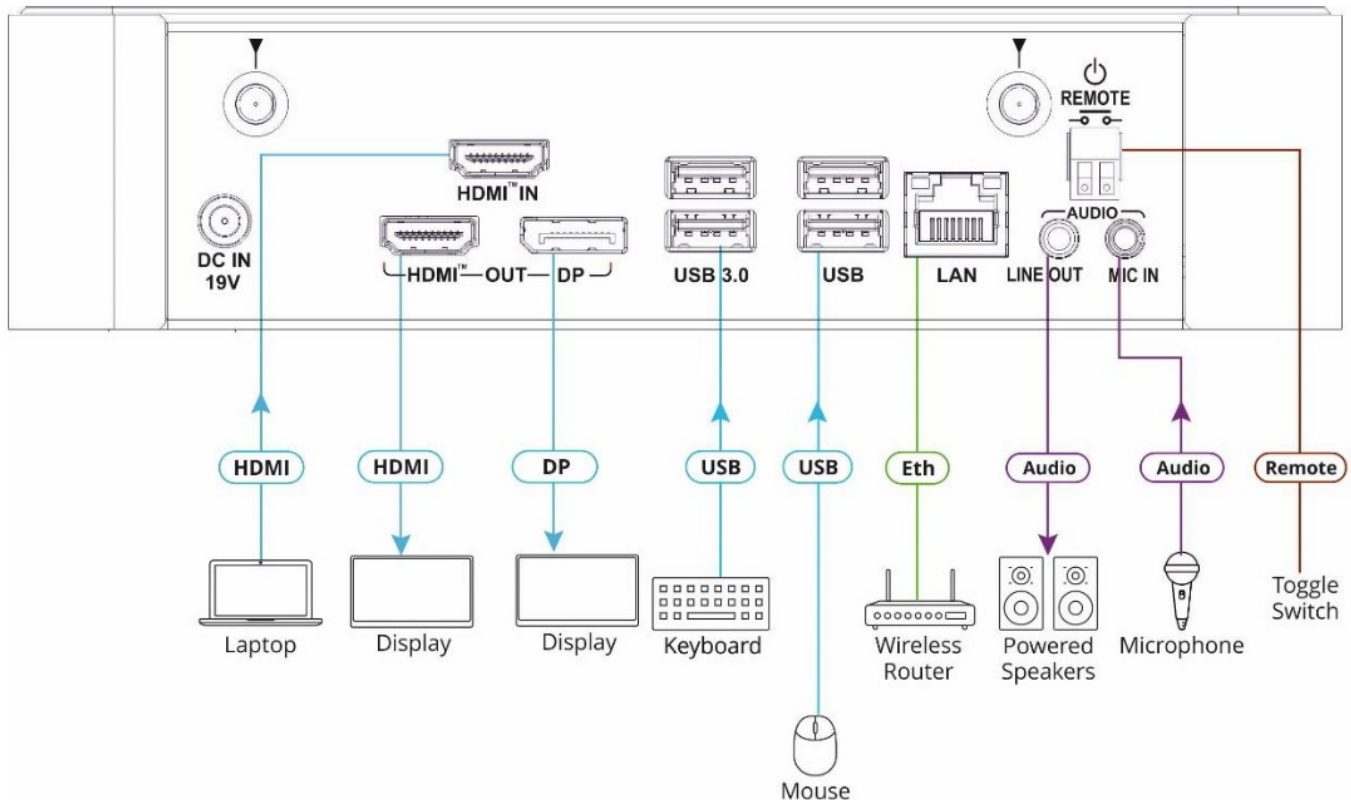 REMOTE
HDMI™ IN
AUDIO
DC IN
19V
HDMI™ OUT DP
USB 3.0
USB
LAN
LINE OUT
MIC IN
HDMI
HDMI
DP
USB
USB
Eth
Audio
Audio
Remote
Laptop
Display
Display
Keyboard
Wireless
Router
Powered
Speakers
Microphone
Toggle
Switch
Mouse